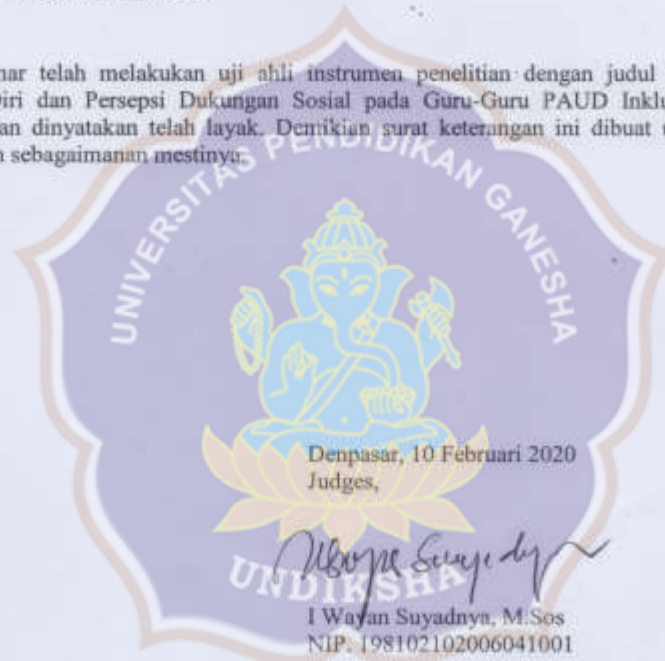 nar telah melakukan uji ahli instrumen penelitian dengan judul
Diri dan Persepsi Dukungan Sosial pada Guru-Guru PAUD Inklu
an dinyatakan telah layak. Demikian surat keterangan ini dibuat
n sebagaimanan mestinya.
UNIVERSITAS PENDIDIKAN GANESHA
Denpasar, 10 Februari 2020
Judges,
UNDIKSHA
I Wayan Suyadnya, M.Sos
NIP. 198102102006041001